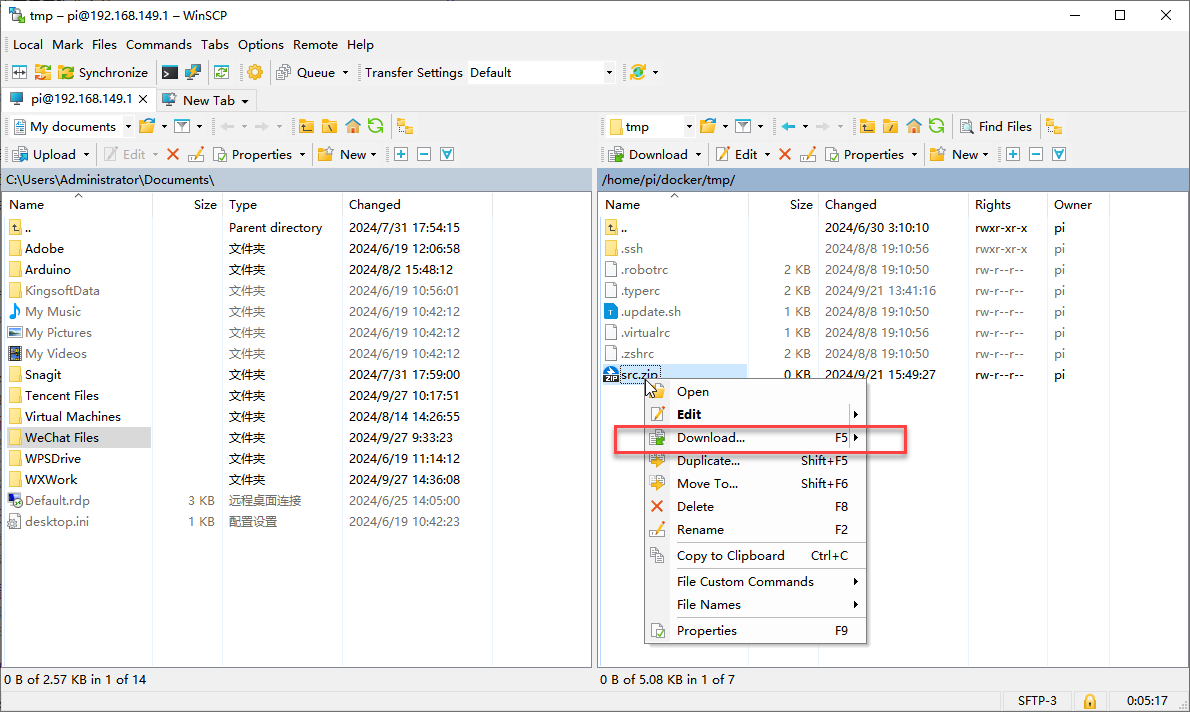 tmp – pi@192.168.149.1 – WinSCP
Local Mark Files Commands Tabs Options Remote Help
Synchronize Queue Transfer Settings Default
pi@192.168.149.1 New Tab
My documents tmp Find Files
Upload Edit Properties New Download Edit Properties New
C:\Users\Administrator\Documents\ /home/pi/docker/tmp/
Name Size Type Changed
.. Parent directory 2024/7/31 17:54:15
Adobe 文件夹 2024/6/19 12:06:58
Arduino 文件夹 2024/8/2 15:48:12
KingsoftData 文件夹 2024/6/19 10:56:01
My Music 文件夹 2024/6/19 10:42:12
My Pictures 文件夹 2024/6/19 10:42:12
My Videos 文件夹 2024/6/19 10:42:12
Snagit 文件夹 2024/7/31 17:59:00
Tencent Files 文件夹 2024/9/27 10:17:51
Virtual Machines 文件夹 2024/8/14 14:26:55
WeChat Files 文件夹 2024/9/27 9:33:23
WPSDrive 文件夹 2024/6/19 11:14:12
WXWork 文件夹 2024/9/27 14:36:08
Default.rdp 3 KB 远程桌面连接 2024/6/25 14:05:00
desktop.ini 1 KB 配置设置 2024/6/19 10:42:23
Name Size Changed Rights Owner
.. 2024/6/30 3:10:10 rwxr-xr-x pi
.ssh 2024/8/8 19:10:56 rwxr-xr-x pi
.robotrc 2 KB 2024/8/8 19:10:50 rw-r--r-- pi
.typerc 2 KB 2024/9/21 13:41:16 rw-r--r-- pi
.update.sh 1 KB 2024/8/8 19:10:50 rw-r--r-- pi
.virtualrc 1 KB 2024/8/8 19:10:56 rw-r--r-- pi
.zshrc 2 KB 2024/8/8 19:10:50 rw-r--r-- pi
src.zip 0 KB 2024/9/21 15:49:27 rw-r--r-- pi
Open
Edit
Download... F5
Duplicate... Shift+F5
Move To... Shift+F6
Delete F8
Rename F2
Copy to Clipboard Ctrl+C
File Custom Commands
File Names
Properties F9
0 B of 2.57 KB in 1 of 14 0 B of 5.08 KB in 1 of 7
SFTP-3 0:05:17